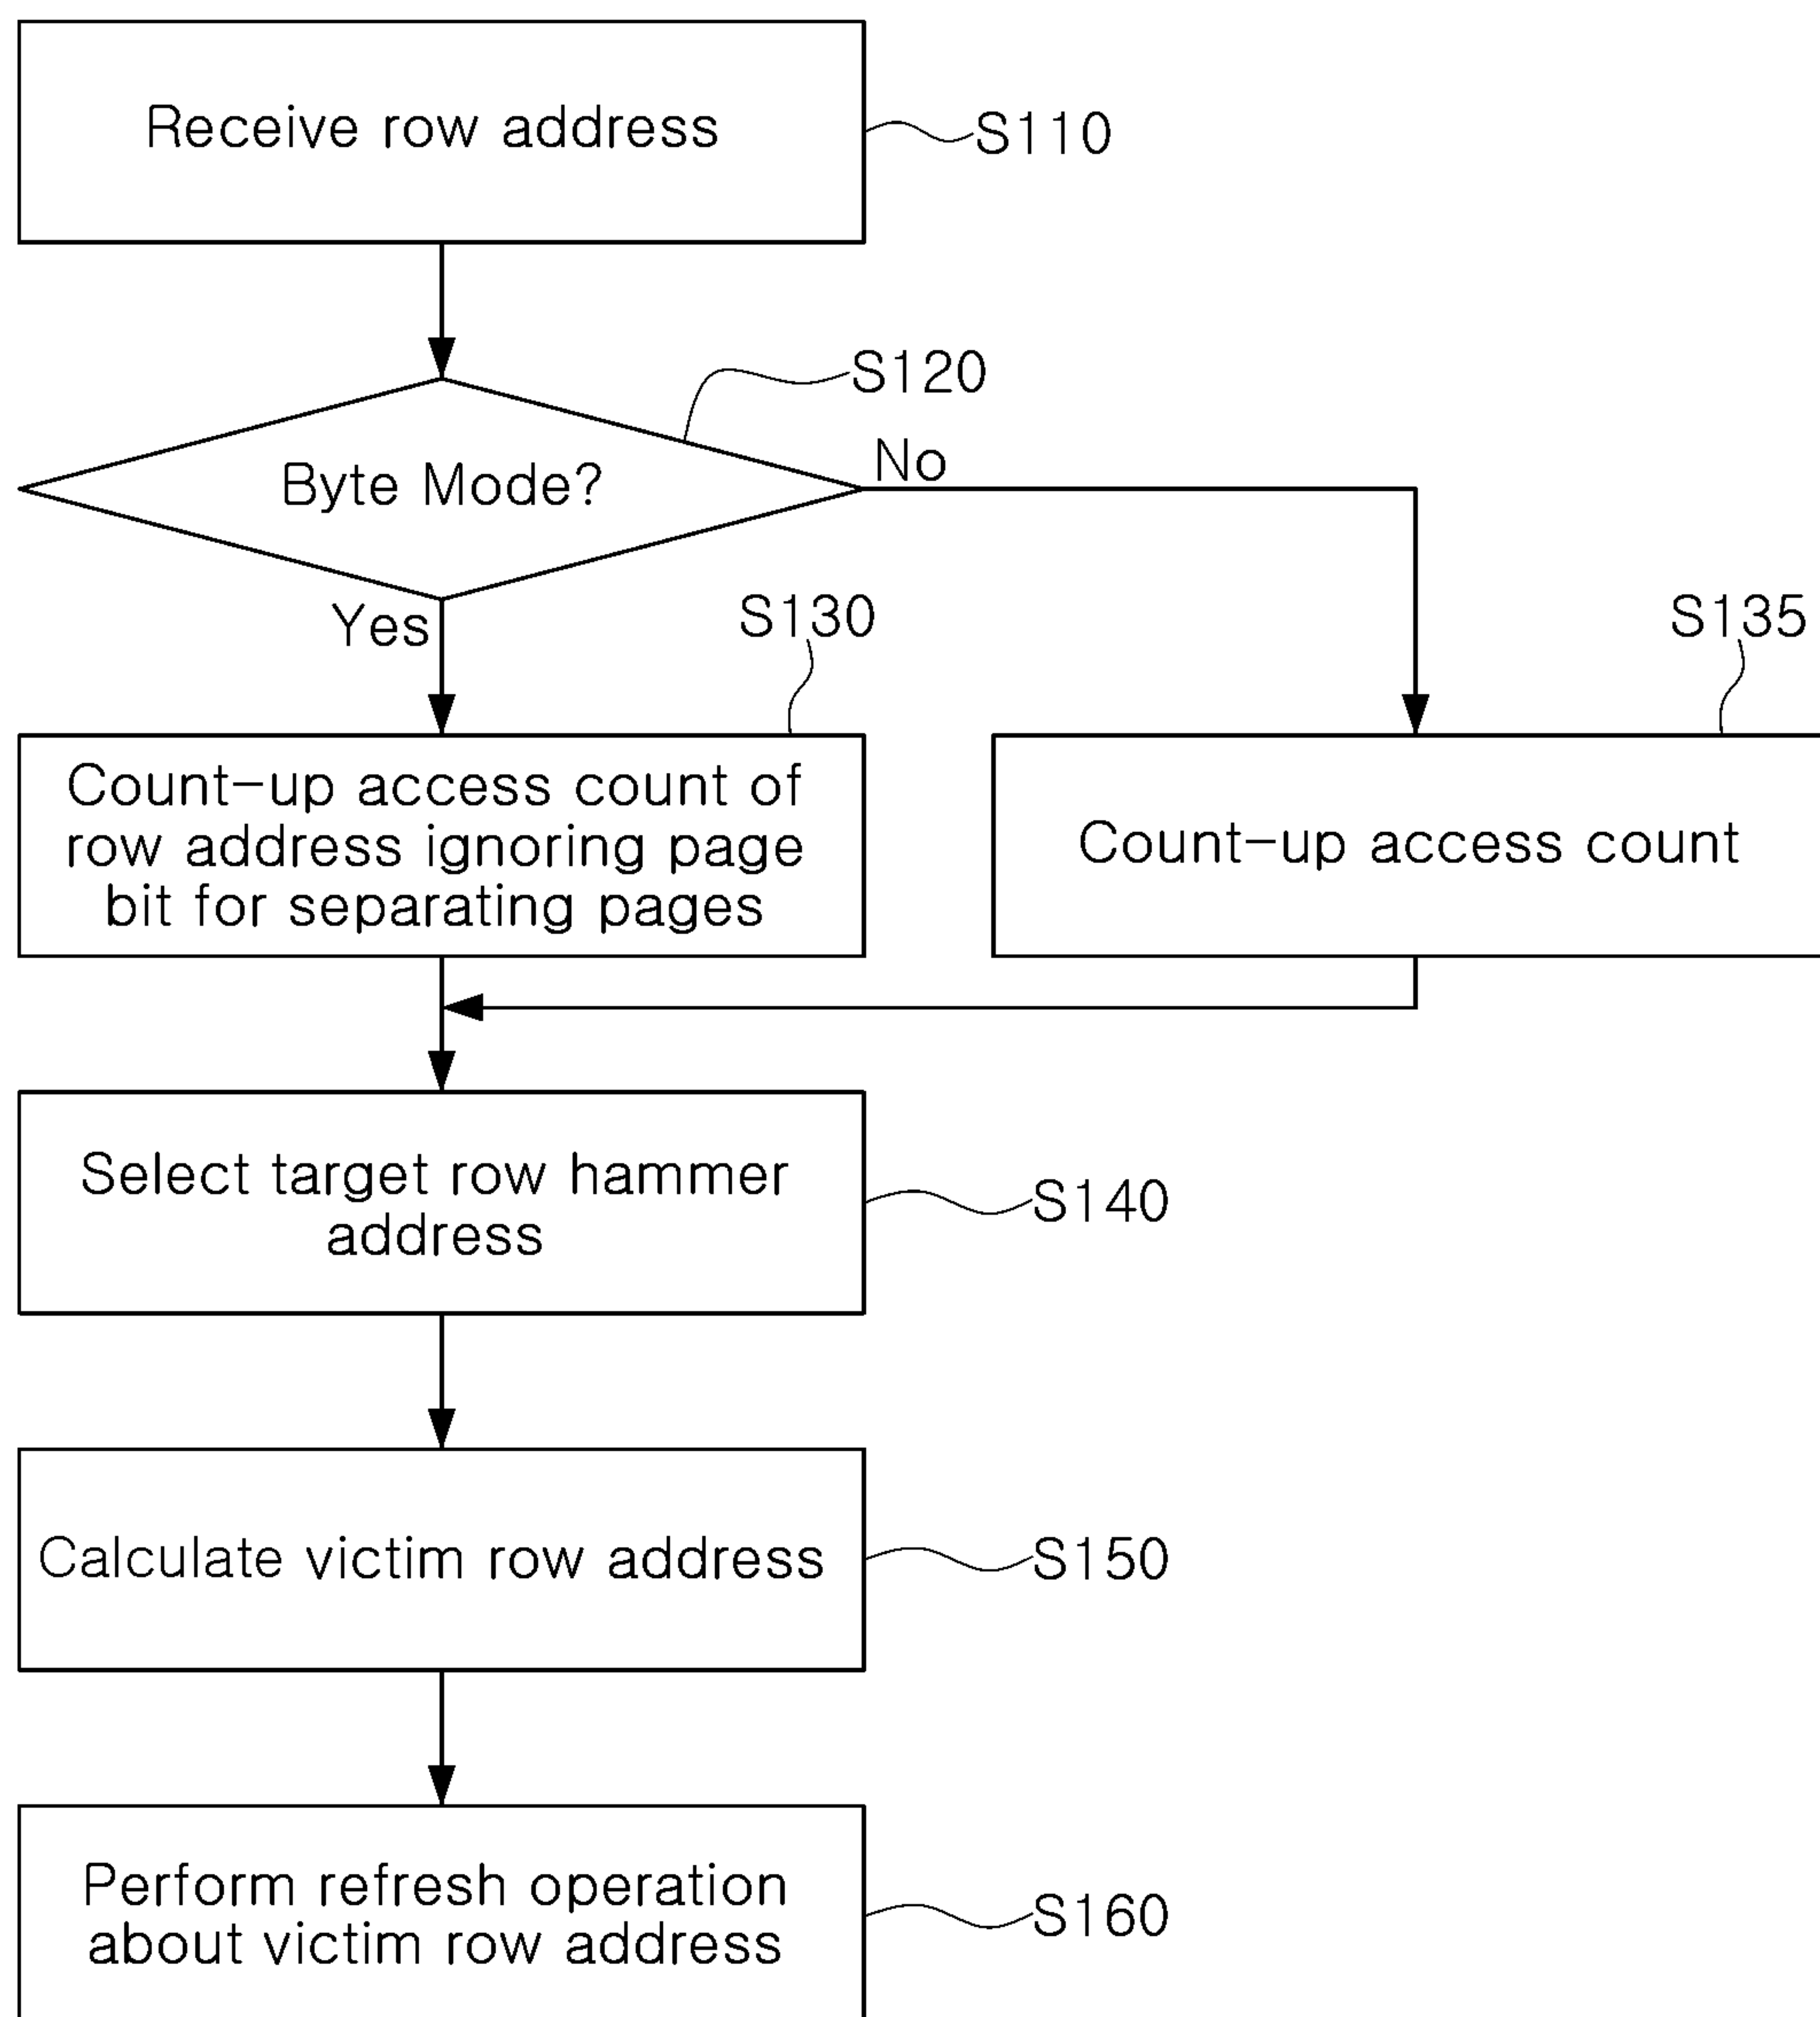 Receive row address
S110
S120
Byte Mode?
No
Yes
S130
S135
Count-up access count of
row address ignoring page
bit for separating pages
Count-up access count
Select target row hammer
address
S140
Calculate victim row address
S150
Perform refresh operation
about victim row address
S160